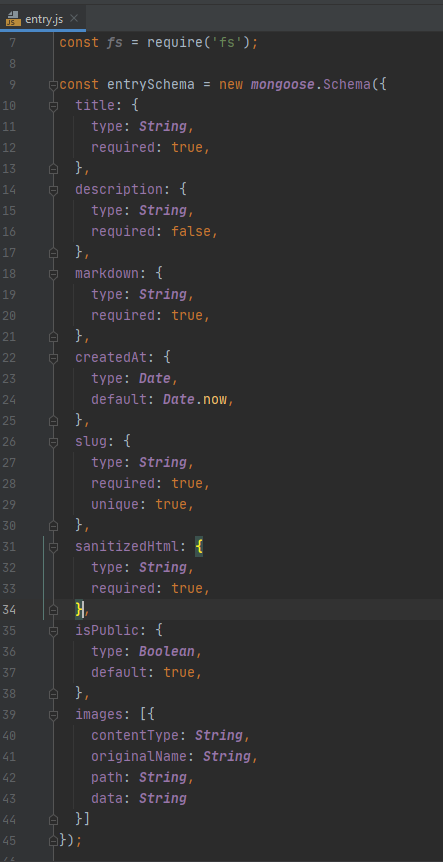 entry.js
7 const fs = require('fs');
8
9 const entrySchema = new mongoose.Schema({
10   title: {
11     type: String,
12     required: true,
13   },
14   description: {
15     type: String,
16     required: false,
17   },
18   markdown: {
19     type: String,
20     required: true,
21   },
22   createdAt: {
23     type: Date,
24     default: Date.now,
25   },
26   slug: {
27     type: String,
28     required: true,
29     unique: true,
30   },
31   sanitizedHtml: {
32     type: String,
33     required: true,
34   },
35   isPublic: {
36     type: Boolean,
37     default: true,
38   },
39   images: [{
40     contentType: String,
41     originalName: String,
42     path: String,
43     data: String
44   }]
45 });